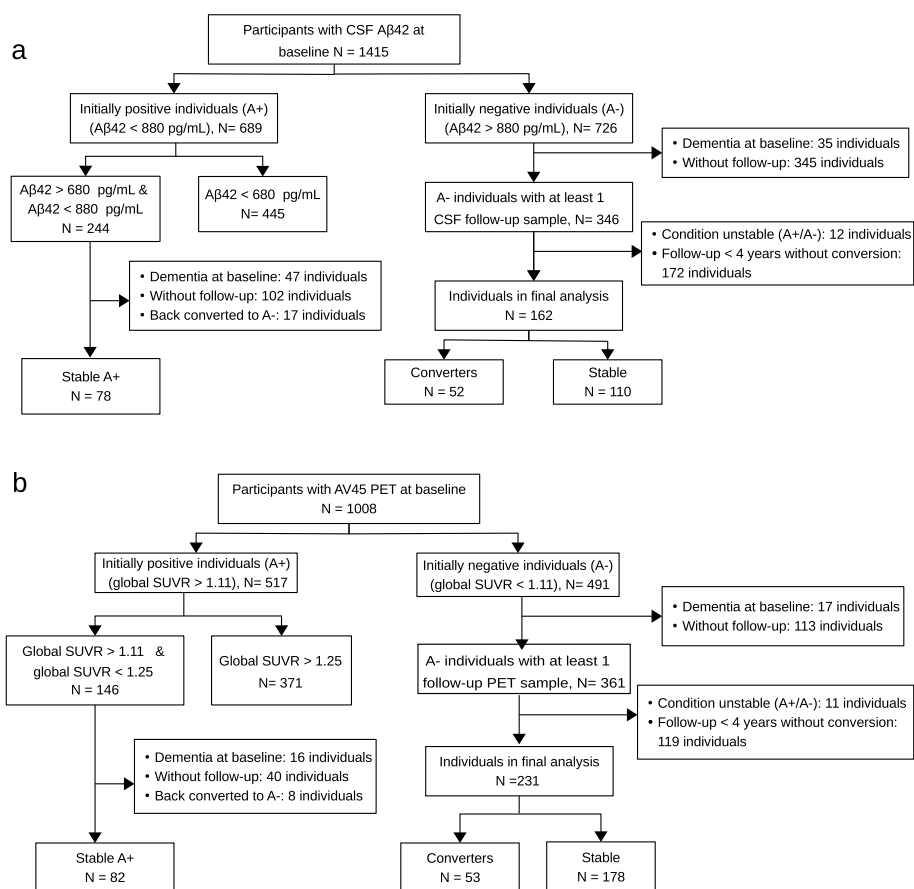 a
Participants with CSF Aβ42 at
baseline N = 1415
Initially positive individuals (A+)
(Aβ42 < 880 pg/mL), N= 689
Initially negative individuals (A-)
(Aβ42 > 880 pg/mL), N= 726
• Dementia at baseline: 35 individuals
• Without follow-up: 345 individuals
Aβ42 > 680 pg/mL &
Aβ42 < 880 pg/mL
N = 244
Aβ42 < 680 pg/mL
N= 445
A- individuals with at least 1
CSF follow-up sample, N= 346
• Condition unstable (A+/A-): 12 individuals
• Follow-up < 4 years without conversion:
172 individuals
• Dementia at baseline: 47 individuals
• Without follow-up: 102 individuals
• Back converted to A-: 17 individuals
Individuals in final analysis
N = 162
Stable A+
N = 78
Converters
N = 52
Stable
N = 110
b
Participants with AV45 PET at baseline
N = 1008
Initially positive individuals (A+)
(global SUVR > 1.11), N= 517
Initially negative individuals (A-)
(global SUVR < 1.11), N= 491
• Dementia at baseline: 17 individuals
• Without follow-up: 113 individuals
Global SUVR > 1.11 &
global SUVR < 1.25
N = 146
Global SUVR > 1.25
N= 371
A- individuals with at least 1
follow-up PET sample, N= 361
• Condition unstable (A+/A-): 11 individuals
• Follow-up < 4 years without conversion:
119 individuals
• Dementia at baseline: 16 individuals
• Without follow-up: 40 individuals
• Back converted to A-: 8 individuals
Individuals in final analysis
N =231
Stable A+
N = 82
Converters
N = 53
Stable
N = 178